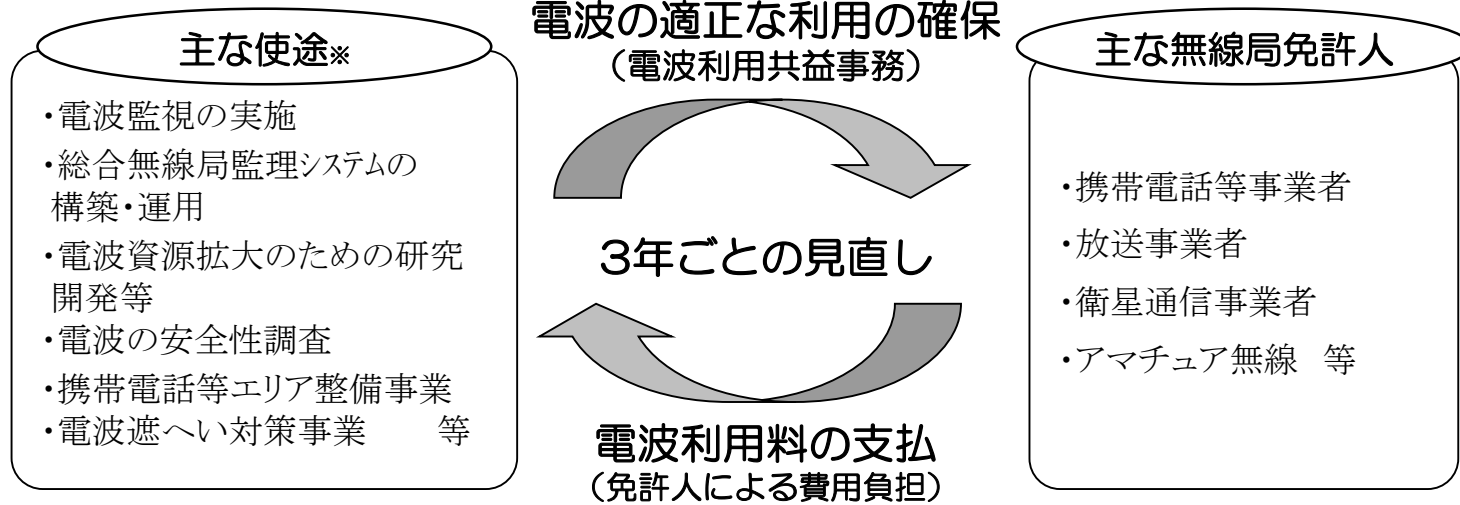 主な使途※
・電波監視の実施
・総合無線局監理システムの
構築・運用
・電波資源拡大のための研究
開発等
・電波の安全性調査
・携帯電話等エリア整備事業
・電波遮へい対策事業　　等
電波の適正な利用の確保
（電波利用共益事務）
3年ごとの見直し
電波利用料の支払
（免許人による費用負担）
主な無線局免許人
・携帯電話等事業者
・放送事業者
・衛星通信事業者
・アマチュア無線　等